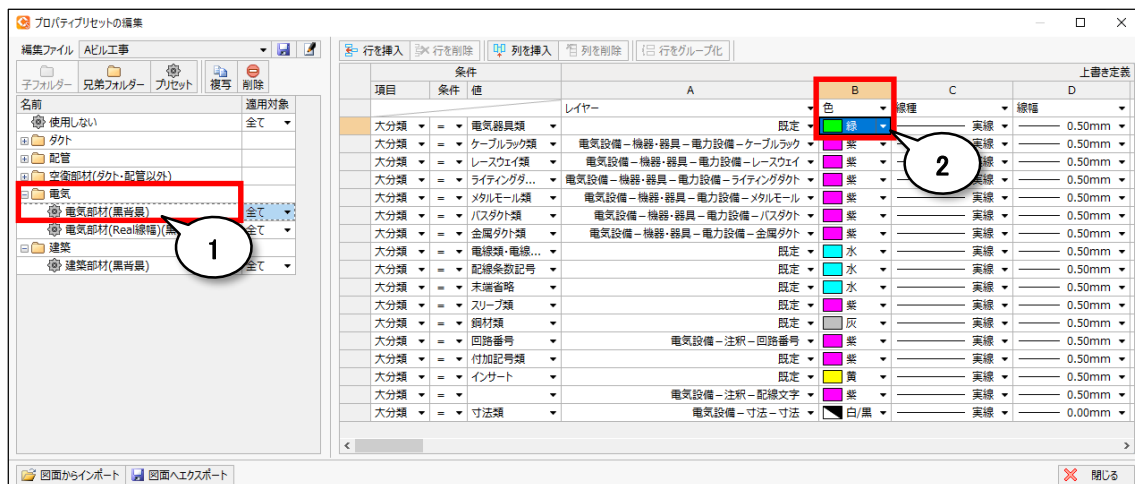 プロパティプリセットの編集
編集ファイル Aビル工事
子フォルダー 兄弟フォルダー プリセット 複写 削除
名前 適用対象
使用しない 全て
ダクト
配管
空衛部材(ダクト・配管以外)
電気
電気部材(黒背景) 全て
電気部材(Real線幅)(黒 全て
建築
建築部材(黒背景) 全て
1
行を挿入 行を削除 列を挿入 列を削除 行をグループ化
条件 上書き定義
項目 条件 値 A B C D
レイヤー 色 線種 線幅
大分類 = 電気器具類 既定 緑 実線 0.50mm
大分類 = ケーブルラック類 電気設備－機器・器具－電力設備－ケーブルラック 紫 実線 0.50mm
大分類 = レースウェイ類 電気設備－機器・器具－電力設備－レースウェイ 紫 線 0.50mm
大分類 = ライティングダ... 電気設備－機器・器具－電力設備－ライティングダクト 紫 線 0.50mm
大分類 = メタルモール類 電気設備－機器・器具－電力設備－メタルモール 紫 線 0.50mm
大分類 = バスダクト類 電気設備－機器・器具－電力設備－バスダクト 紫 実線 0.50mm
大分類 = 金属ダクト類 電気設備－機器・器具－電力設備－金属ダクト 紫 実線 0.50mm
大分類 = 電線類・電線... 既定 水 実線 0.50mm
大分類 = 配線条数記号 既定 水 実線 0.50mm
大分類 = 末端省略 既定 水 実線 0.50mm
大分類 = スリーブ類 既定 紫 実線 0.50mm
大分類 = 鋼材類 既定 灰 実線 0.50mm
大分類 = 回路番号 電気設備－注釈－回路番号 紫 実線 0.50mm
大分類 = 付加記号類 既定 紫 実線 0.50mm
大分類 = インサート 既定 黄 実線 0.50mm
大分類 = 電気設備－注釈－配線文字 紫 実線 0.50mm
大分類 = 寸法類 電気設備－寸法－寸法 白/黒 実線 0.00mm
2
図面からインポート 図面へエクスポート 閉じる